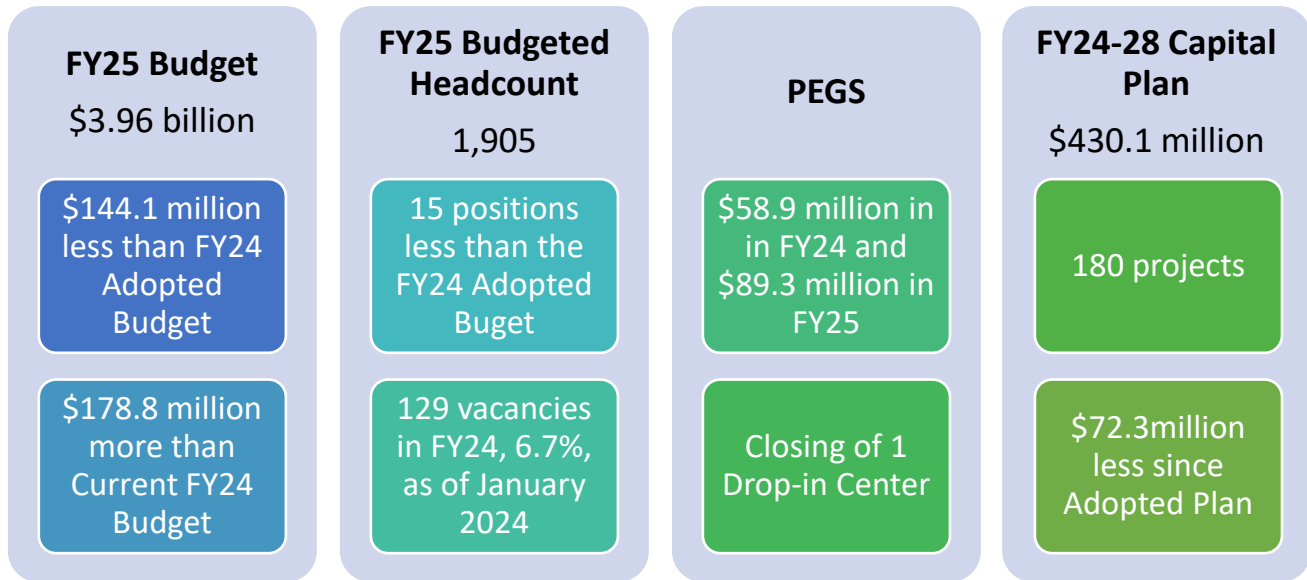 FY25 Budget
$3.96 billion
$144.1 million
less than FY24
Adopted
Budget
$178.8 million
more than
Current FY24
Budget
FY25 Budgeted
Headcount
1,905
15 positions
less than the
FY24 Adopted
Buget
129 vacancies
in FY24, 6.7%,
as of January
2024
PEGS
$58.9 million in
in FY24 and
$89.3 million in
FY25
Closing of 1
Drop-in Center
FY24-28 Capital
Plan
$430.1 million
180 projects
$72.3million
less since
Adopted Plan